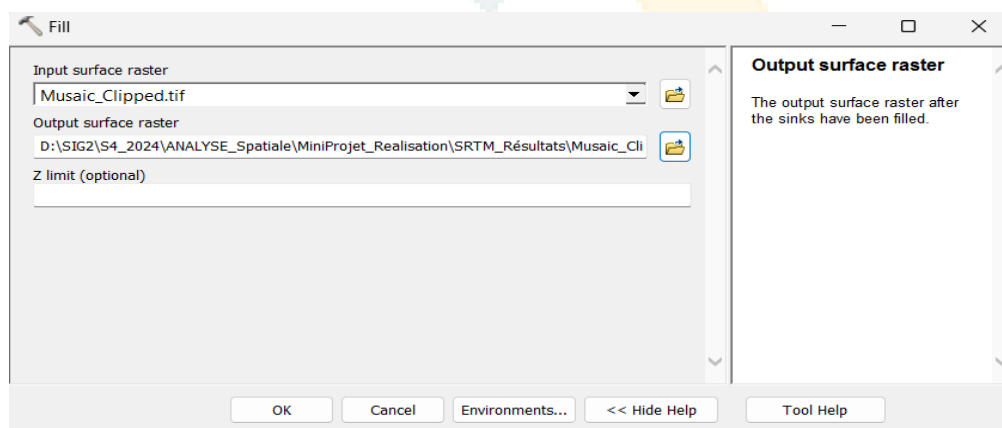 Fill
Input surface raster
Musaic_Clipped.tif
Output surface raster
D:\SIG2\S4_2024\ANALYSE_Spatiale\MiniProjet_Realisation\SRTM_Résultats\Musaic_Cli
Z limit (optional)
Output surface raster
The output surface raster after
the sinks have been filled.
OK
Cancel
Environments...
<< Hide Help
Tool Help